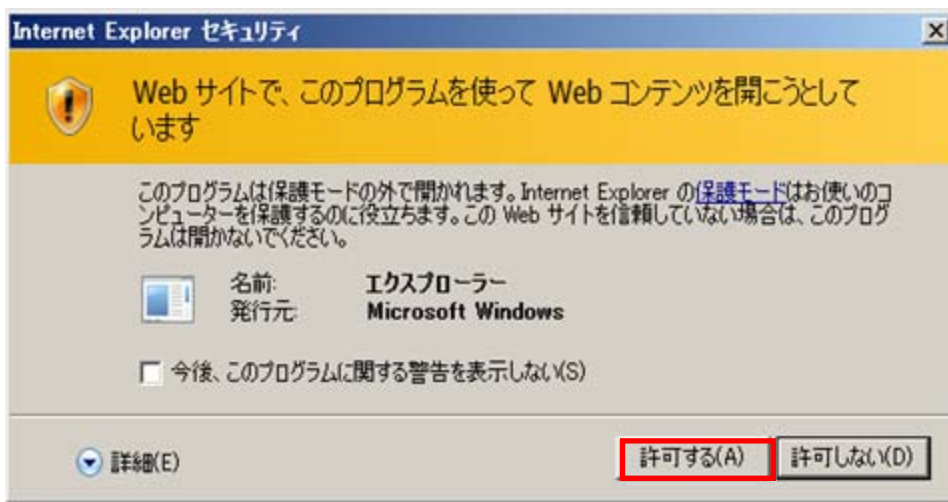 Internet Explorer セキュリティ
Web サイトで、このプログラムを使って Web コンテンツを開こうとして
います
このプログラムは保護モードの外で開かれます。Internet Explorer の保護モードはお使いのコ
ンピューターを保護するのに役立ちます。この Web サイトを信頼していない場合は、このプログ
ラムは開かないでください。
名前: エクスプローラー
発行元: Microsoft Windows
今後、このプログラムに関する警告を表示しない(S)
詳細(E) 許可する(A) 許可しない(D)